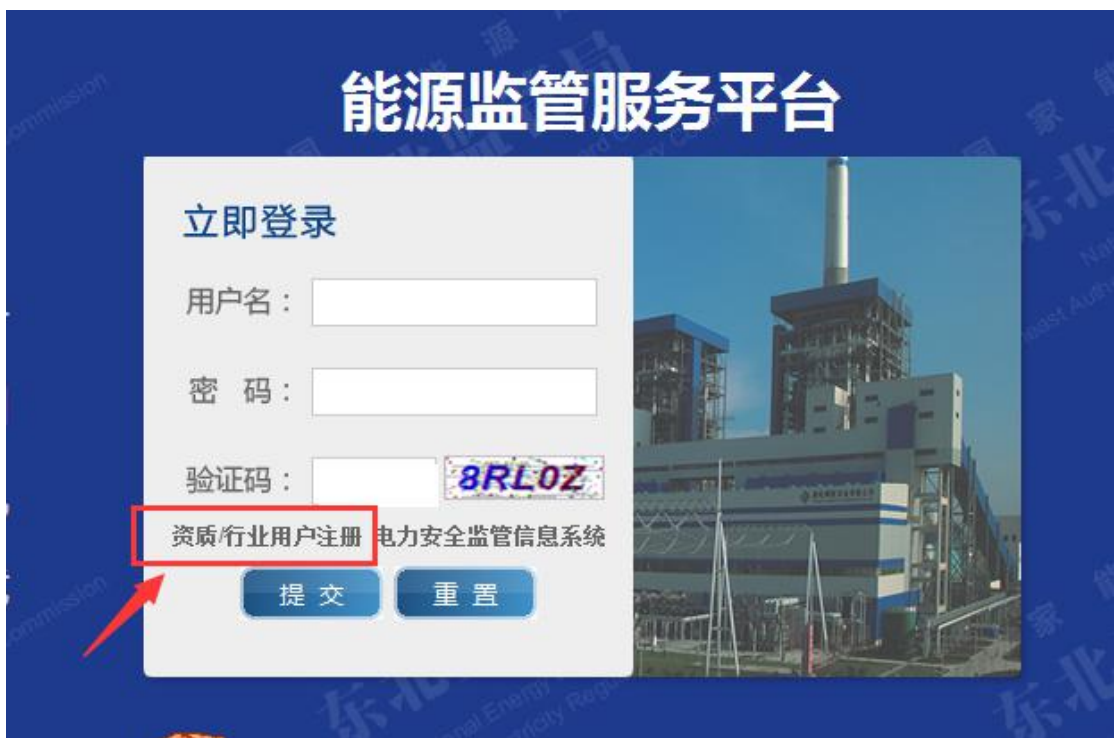 能源监管服务平台
立即登录
用户名：
密 码：
验证码： 8RL0Z
资质/行业用户注册 电力安全监管信息系统
提 交 重 置